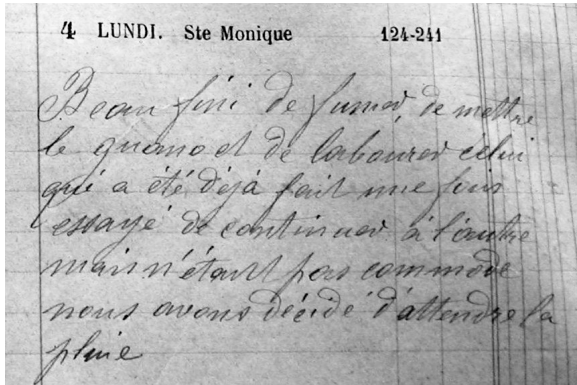 4 LUNDI. Ste Monique 124-241
Beau fini de fumer, de mettre
le guano et de labourer célui
qui a été déjà fait une fois
essayé de continuer à l'autre
mais n'étant pas commode
nous avons décidé d'attendre la
pluie